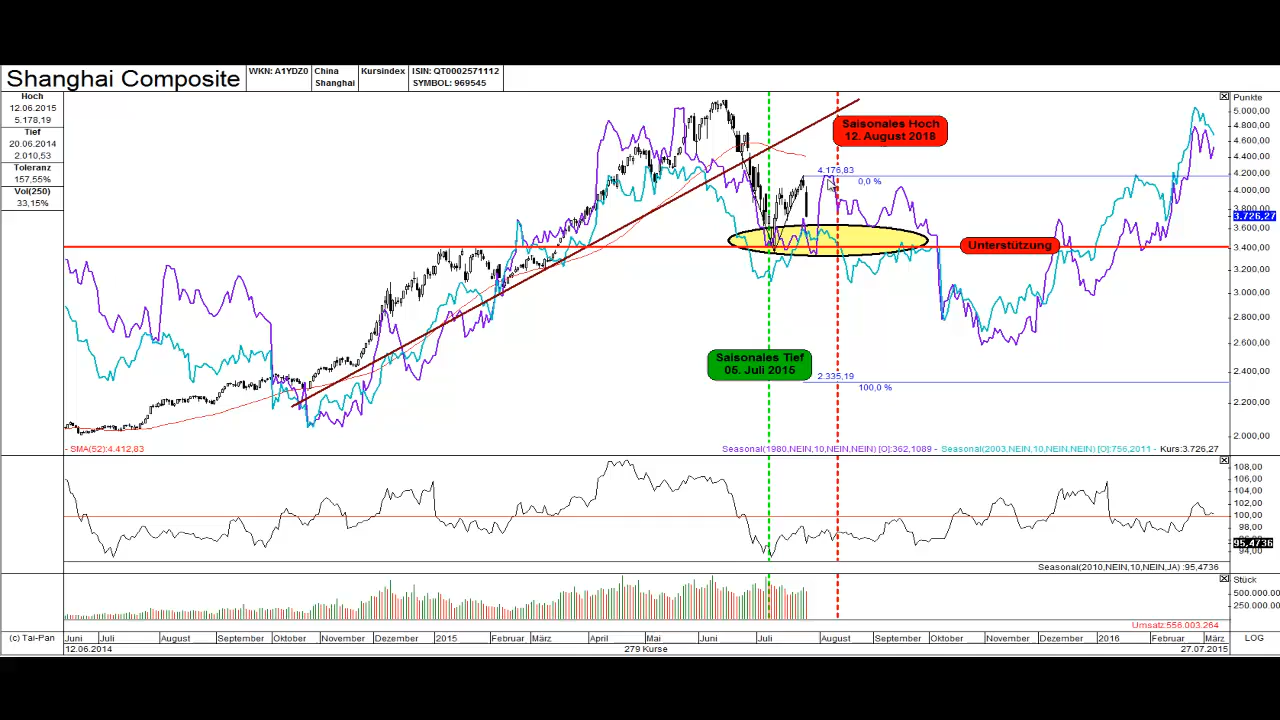 Shanghai Composite
WKN: A1YDZ0
China
Shanghai
Kursindex
ISIN: QT0002571112
SYMBOL: 969545
Hoch
12.06.2015
5.178,19
Tief
20.06.2014
2.010,53
Toleranz
157,55%
Vol(250)
33,15%
Punkte
5.000,00
4.800,00
4.600,00
4.400,00
4.200,00
4.000,00
3.800,00
3.726,27
3.600,00
3.400,00
3.200,00
3.000,00
2.800,00
2.600,00
2.400,00
2.200,00
2.000,00
Saisonales Hoch
12. August 2018
4.176,83
0,0 %
Unterstützung
Saisonales Tief
05. Juli 2015
2.335,19
100,0 %
- SMA(52):4.412,83
Seasonal(1980,NEIN,10,NEIN,NEIN) [O]:362,1089 - Seasonal(2003,NEIN,10,NEIN,NEIN) [O]:756,2011 - Kurs:3.726,27
108,00
106,00
104,00
102,00
100,00
98,00
95,4736
94,00
Seasonal(2010,NEIN,10,NEIN,JA) :95,4736
Stück
500.000.00
250.000.00
Umsatz:556.003.264
(c) Tai-Pan
Juni Juli August September Oktober November Dezember 2015 Februar März April Mai Juni Juli August September Oktober November Dezember 2016 Februar März
LOG
12.06.2014 279 Kurse 27.07.2015